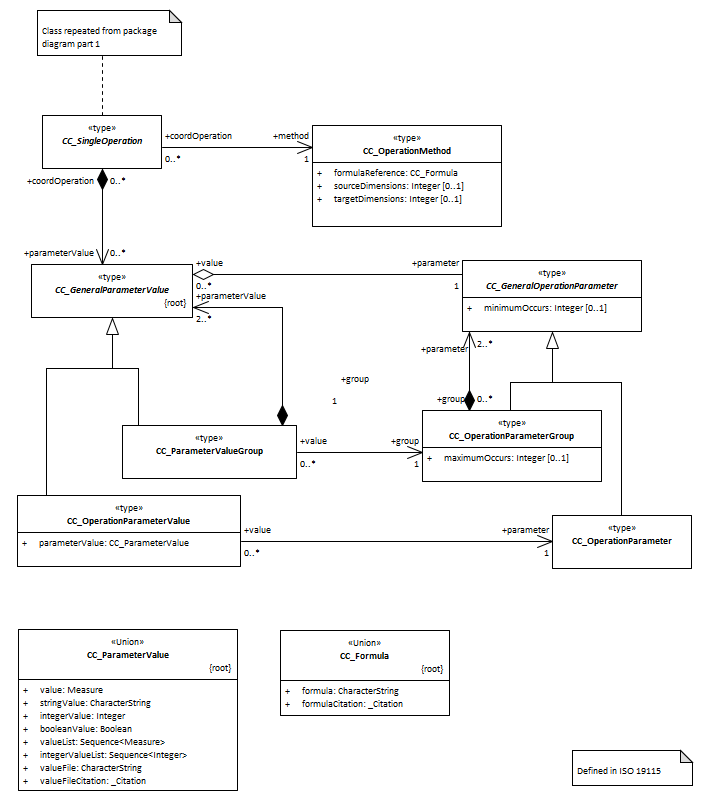 Class repeated from package
diagram part 1
«type»
CC_SingleOperation
+coordOperation
0..*
+method
1
«type»
CC_OperationMethod
+ formulaReference: CC_Formula
+ sourceDimensions: Integer [0..1]
+ targetDimensions: Integer [0..1]
+coordOperation
0..*
+parameterValue
0..*
«type»
CC_GeneralParameterValue
{root}
+value
0..*
+parameter
1
+parameterValue
2..*
«type»
CC_GeneralOperationParameter
+ minimumOccurs: Integer [0..1]
+parameter
2..*
+group
1
+group
0..*
«type»
CC_ParameterValueGroup
+value
0..*
+group
1
«type»
CC_OperationParameterGroup
+ maximumOccurs: Integer [0..1]
«type»
CC_OperationParameterValue
+ parameterValue: CC_ParameterValue
+value
0..*
+parameter
1
«type»
CC_OperationParameter
«Union»
CC_ParameterValue
{root}
+ value: Measure
+ stringValue: CharacterString
+ integerValue: Integer
+ booleanValue: Boolean
+ valueList: Sequence<Measure>
+ integerValueList: Sequence<Integer>
+ valueFile: CharacterString
+ valueFileCitation: _Citation
«Union»
CC_Formula
{root}
+ formula: CharacterString
+ formulaCitation: _Citation
Defined in ISO 19115